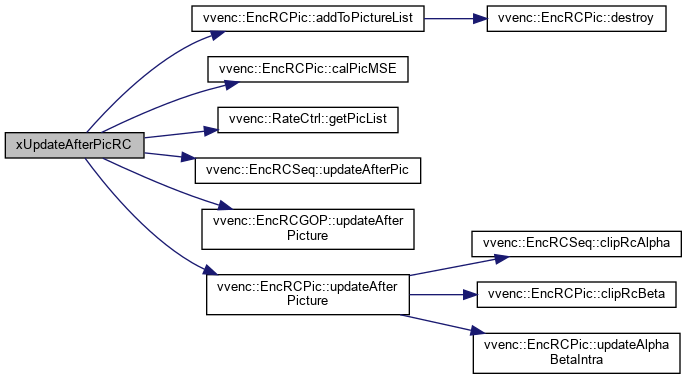 xUpdateAfterPicRC
vvenc::EncRCPic::addToPictureList
vvenc::EncRCPic::destroy
vvenc::EncRCPic::calPicMSE
vvenc::RateCtrl::getPicList
vvenc::EncRCSeq::updateAfterPic
vvenc::EncRCGOP::updateAfter
Picture
vvenc::EncRCPic::updateAfter
Picture
vvenc::EncRCSeq::clipRcAlpha
vvenc::EncRCPic::clipRcBeta
vvenc::EncRCPic::updateAlpha
BetaIntra